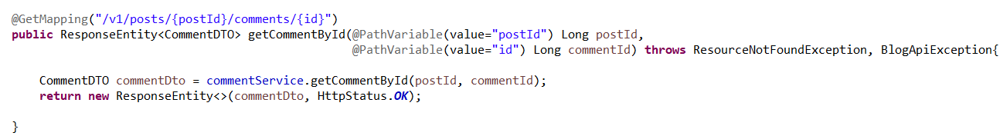 @GetMapping("/v1/posts/{postId}/comments/{id}")
public ResponseEntity<CommentDTO> getCommentById(@PathVariable(value="postId") Long postId,
@PathVariable(value="id") Long commentId) throws ResourceNotFoundException, BlogApiException{
CommentDTO commentDto = commentService.getCommentById(postId, commentId);
return new ResponseEntity<>(commentDto, HttpStatus.OK);
}